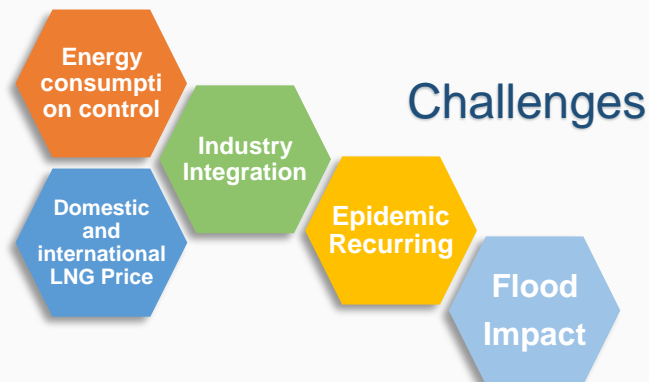 Energy
consumpti
on control
Challenges
Industry
Integration
Domestic
and
international
LNG Price
Epidemic
Recurring
Flood
Impact